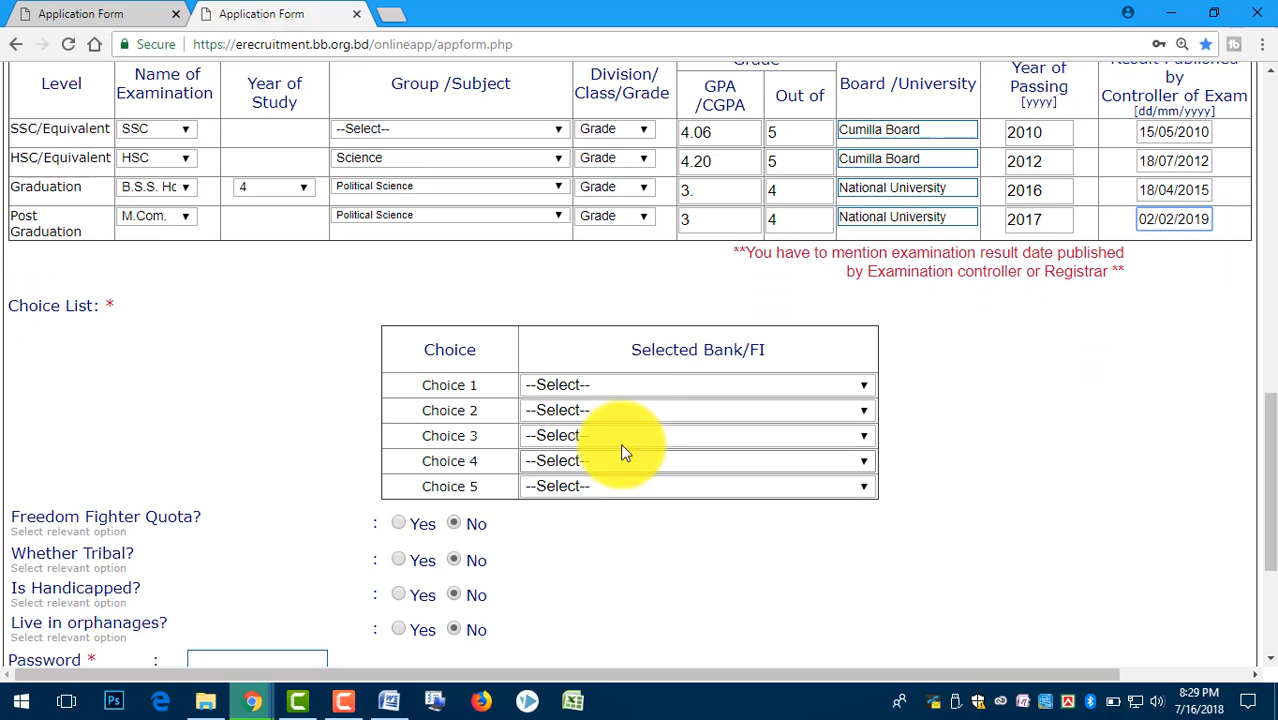 Application Form
Application Form
Secure https://erecruitment.bb.org.bd/onlineapp/appform.php
Level
Name of Examination
Year of Study
Group /Subject
Division/ Class/Grade
Grade
GPA /CGPA
Out of
Board /University
Year of Passing [yyyy]
Result Published by Controller of Exam [dd/mm/yyyy]
SSC/Equivalent SSC --Select-- Grade 4.06 5 Cumilla Board 2010 15/05/2010
HSC/Equivalent HSC Science Grade 4.20 5 Cumilla Board 2012 18/07/2012
Graduation B.S.S. Hc 4 Political Science Grade 3. 4 National University 2016 18/04/2015
Post Graduation M.Com. Political Science Grade 3 4 National University 2017 02/02/2019
**You have to mention examination result date published
by Examination controller or Registrar **
Choice List: *
Choice Selected Bank/FI
Choice 1 --Select--
Choice 2 --Select--
Choice 3 --Select--
Choice 4 --Select--
Choice 5 --Select--
Freedom Fighter Quota? : Yes No
Select relevant option
Whether Tribal? : Yes No
Select relevant option
Is Handicapped? : Yes No
Select relevant option
Live in orphanages? : Yes No
Select relevant option
Password * :
8:29 PM
7/16/2018